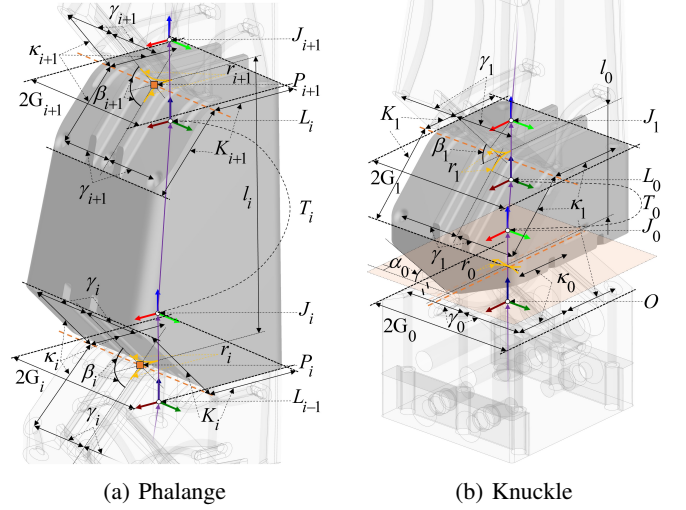 γi+1
κi+1
Ji+1
ri+1
Pi+1
2Gi+1
βi+1
Li
Ki+1
γi+1
li
Ti
γi
Ji
κi
ri
Pi
2Gi
βi
Li−1
γi
Ki
γ1
l0
K1
J1
β1
r1
L0
2G1
κ1
T0
J0
γ1
r0
α0
κ0
O
2G0
γ0
(a) Phalange
(b) Knuckle